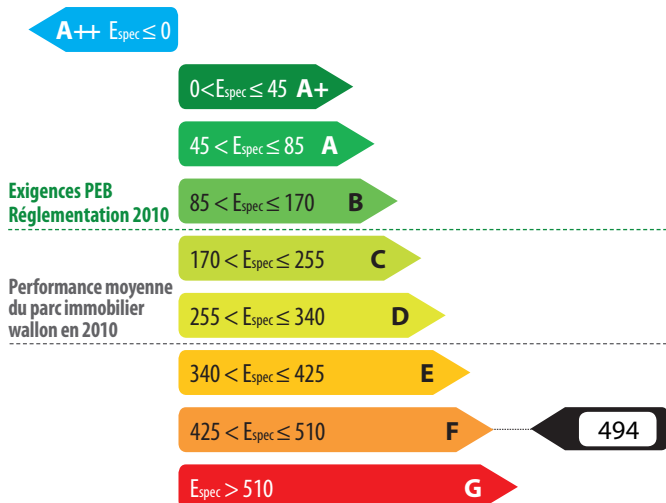 A++ Espec ≤ 0
0<Espec ≤ 45 A+
45 < Espec ≤ 85 A
Exigences PEB
Réglementation 2010
85 < Espec ≤ 170 B
170 < Espec ≤ 255 C
Performance moyenne
du parc immobilier
wallon en 2010
255 < Espec ≤ 340 D
340 < Espec ≤ 425 E
425 < Espec ≤ 510 F
494
Espec > 510 G